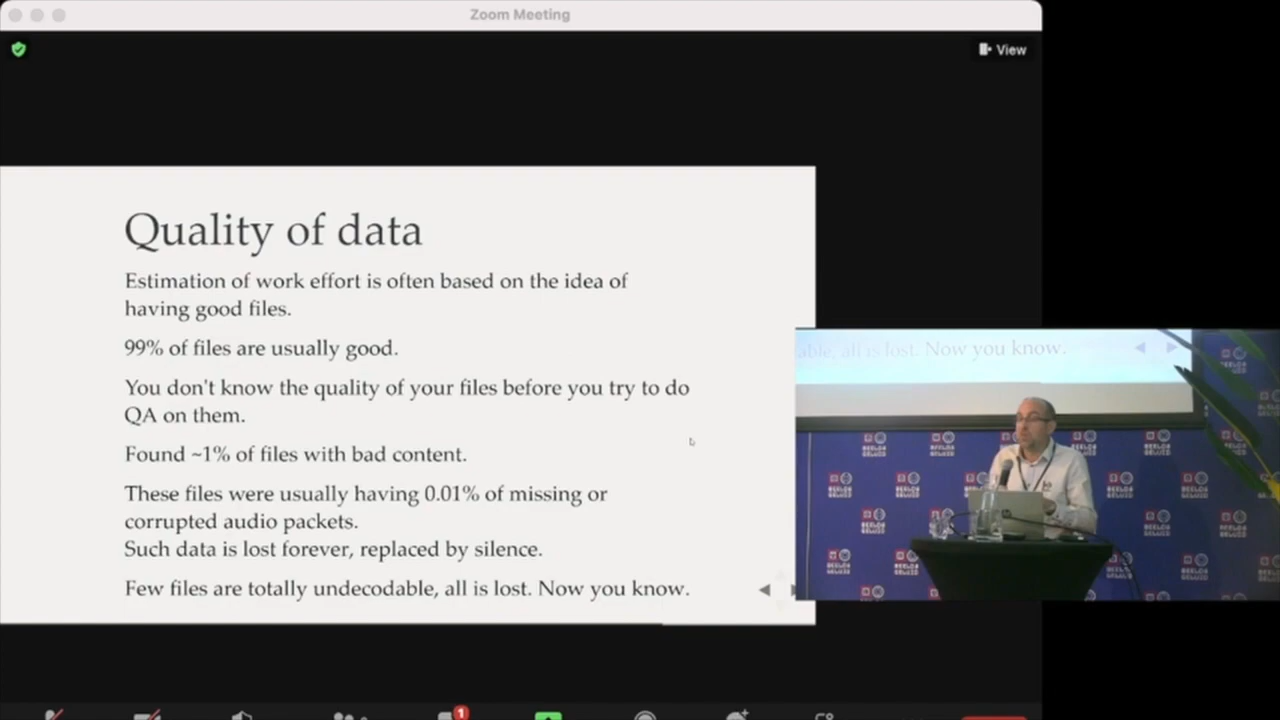 Zoom Meeting
View
Quality of data
Estimation of work effort is often based on the idea of
having good files.
99% of files are usually good.
You don't know the quality of your files before you try to do
QA on them.
Found ~1% of files with bad content.
These files were usually having 0.01% of missing or
corrupted audio packets.
Such data is lost forever, replaced by silence.
Few files are totally undecodable, all is lost. Now you know.
able, all is lost. Now you know.
BEELD &
GELUID
1